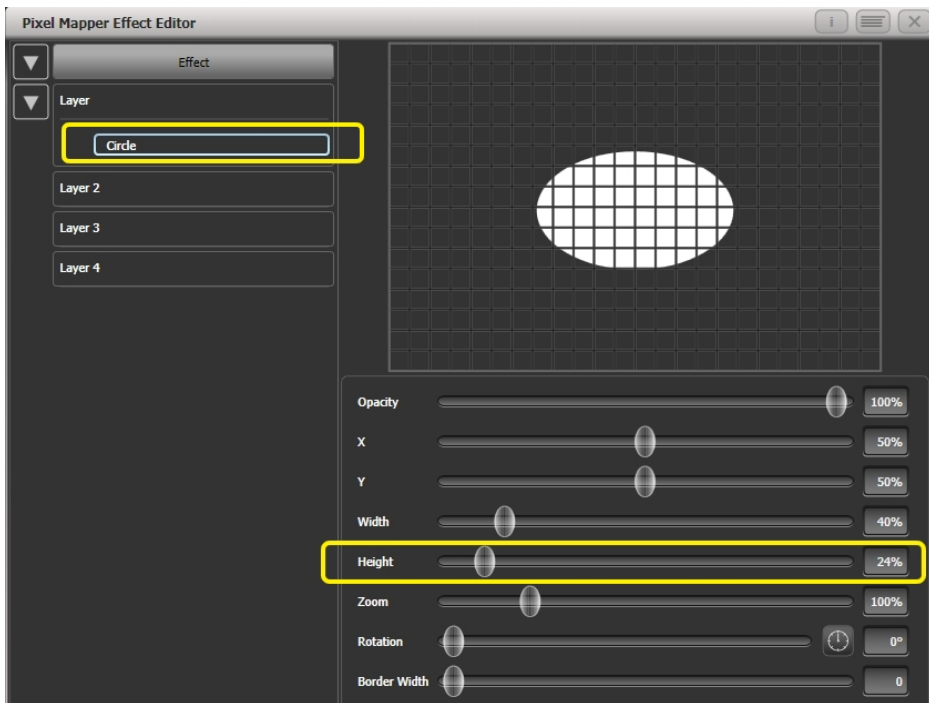 Pixel Mapper Effect Editor
i
Effect
Layer
Circle
Layer 2
Layer 3
Layer 4
Opacity 100%
X 50%
Y 50%
Width 40%
Height 24%
Zoom 100%
Rotation 0°
Border Width 0